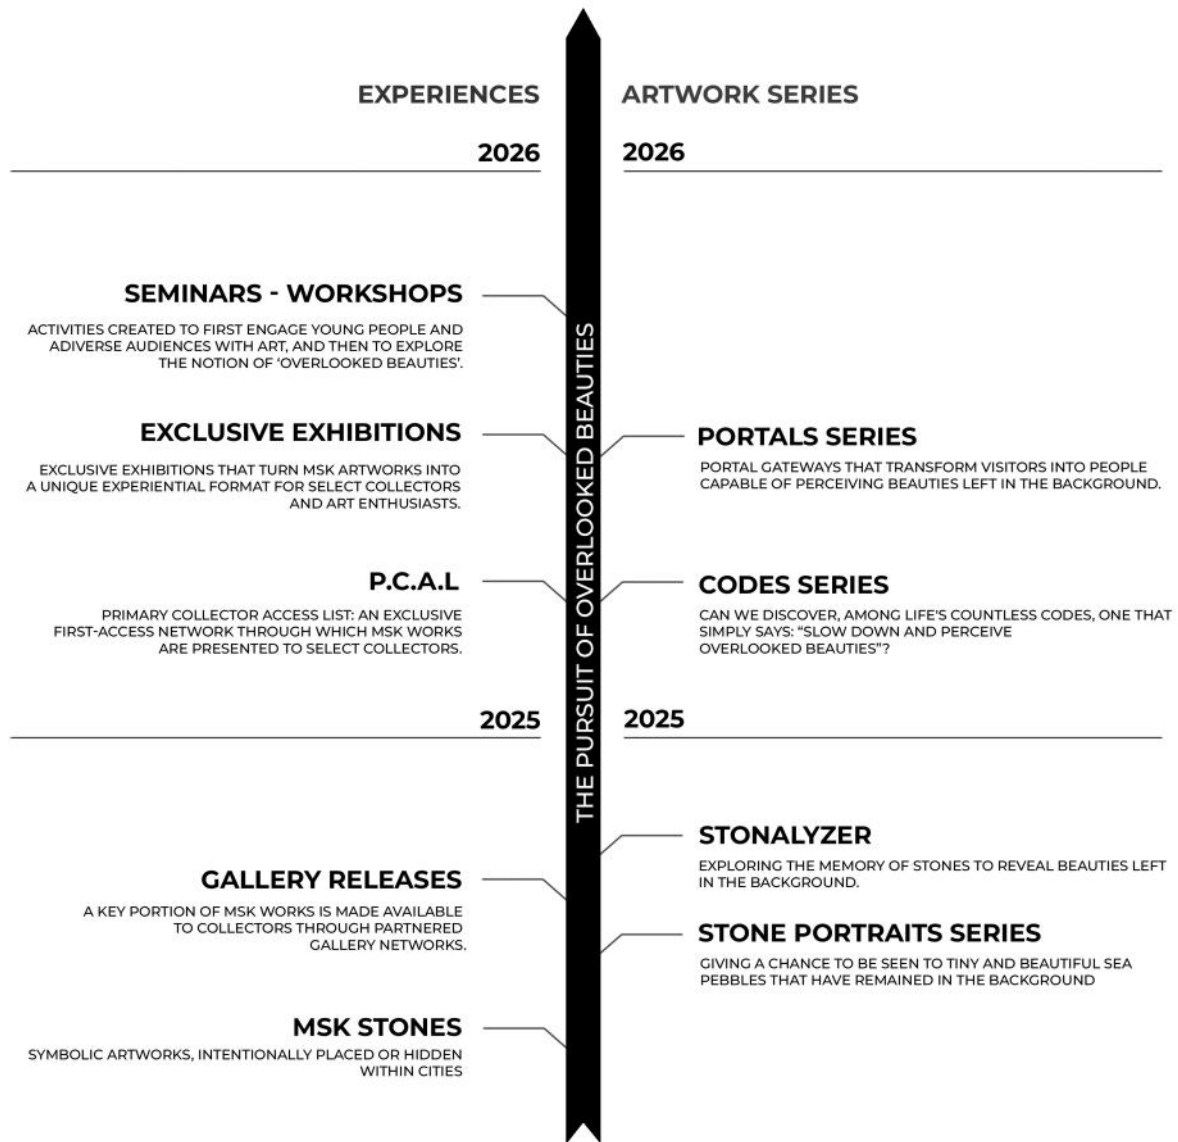 EXPERIENCES
2026
SEMINARS - WORKSHOPS
ACTIVITIES CREATED TO FIRST ENGAGE YOUNG PEOPLE AND
ADIVERSE AUDIENCES WITH ART, AND THEN TO EXPLORE
THE NOTION OF ‘OVERLOOKED BEAUTIES’.
EXCLUSIVE EXHIBITIONS
EXCLUSIVE EXHIBITIONS THAT TURN MSK ARTWORKS INTO
A UNIQUE EXPERIENTIAL FORMAT FOR SELECT COLLECTORS
AND ART ENTHUSIASTS.
P.C.A.L
PRIMARY COLLECTOR ACCESS LIST: AN EXCLUSIVE
FIRST-ACCESS NETWORK THROUGH WHICH MSK WORKS
ARE PRESENTED TO SELECT COLLECTORS.
2025
GALLERY RELEASES
A KEY PORTION OF MSK WORKS IS MADE AVAILABLE
TO COLLECTORS THROUGH PARTNERED
GALLERY NETWORKS.
MSK STONES
SYMBOLIC ARTWORKS, INTENTIONALLY PLACED OR HIDDEN
WITHIN CITIES
THE PURSUIT OF OVERLOOKED BEAUTIES
ARTWORK SERIES
2026
PORTALS SERIES
PORTAL GATEWAYS THAT TRANSFORM VISITORS INTO PEOPLE
CAPABLE OF PERCEIVING BEAUTIES LEFT IN THE BACKGROUND.
CODES SERIES
CAN WE DISCOVER, AMONG LIFE'S COUNTLESS CODES, ONE THAT
SIMPLY SAYS: “SLOW DOWN AND PERCEIVE
OVERLOOKED BEAUTIES”?
2025
STONALYZER
EXPLORING THE MEMORY OF STONES TO REVEAL BEAUTIES LEFT
IN THE BACKGROUND.
STONE PORTRAITS SERIES
GIVING A CHANCE TO BE SEEN TO TINY AND BEAUTIFUL SEA
PEBBLES THAT HAVE REMAINED IN THE BACKGROUND